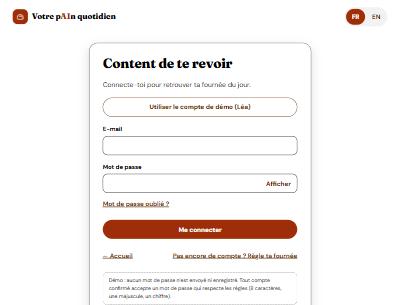 Votre pAIn quotidien
FR EN
Content de te revoir
Connecte-toi pour retrouver ta fournée du jour.
Utiliser le compte de démo (Léa)
E-mail
Mot de passe
Afficher
Mot de passe oublié ?
Me connecter
← Accueil
Pas encore de compte ? Règle ta fournée
Démo : aucun mot de passe n'est envoyé ni enregistré. Tout compte
confirmé accepte un mot de passe qui respecte les règles (8 caractères,
une majuscule, un chiffre).